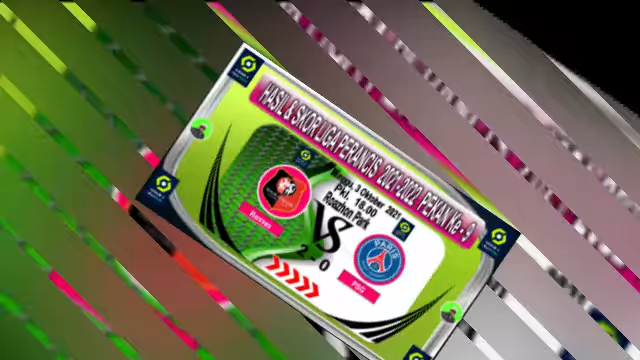 HASIL & SKOR LIGA PERANCIS 2021-2022 PEKAN Ke - 9
Minggu, 3 Oktober 2021
Pkl. 18.00
Roazhon Park
Rennes
VS
2 0
PARIS
PSG